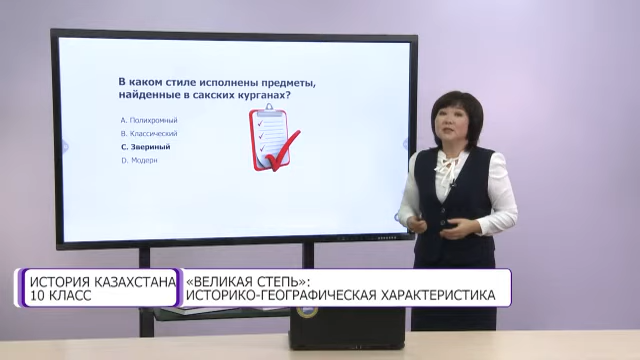 В каком стиле исполнены предметы,
найденные в сакских курганах?
A. Полихромный
B. Классический
C. Звериный
D. Модерн
ИСТОРИЯ КАЗАХСТАНА
10 КЛАСС
«ВЕЛИКАЯ СТЕПЬ»:
ИСТОРИКО-ГЕОГРАФИЧЕСКАЯ ХАРАКТЕРИСТИКА